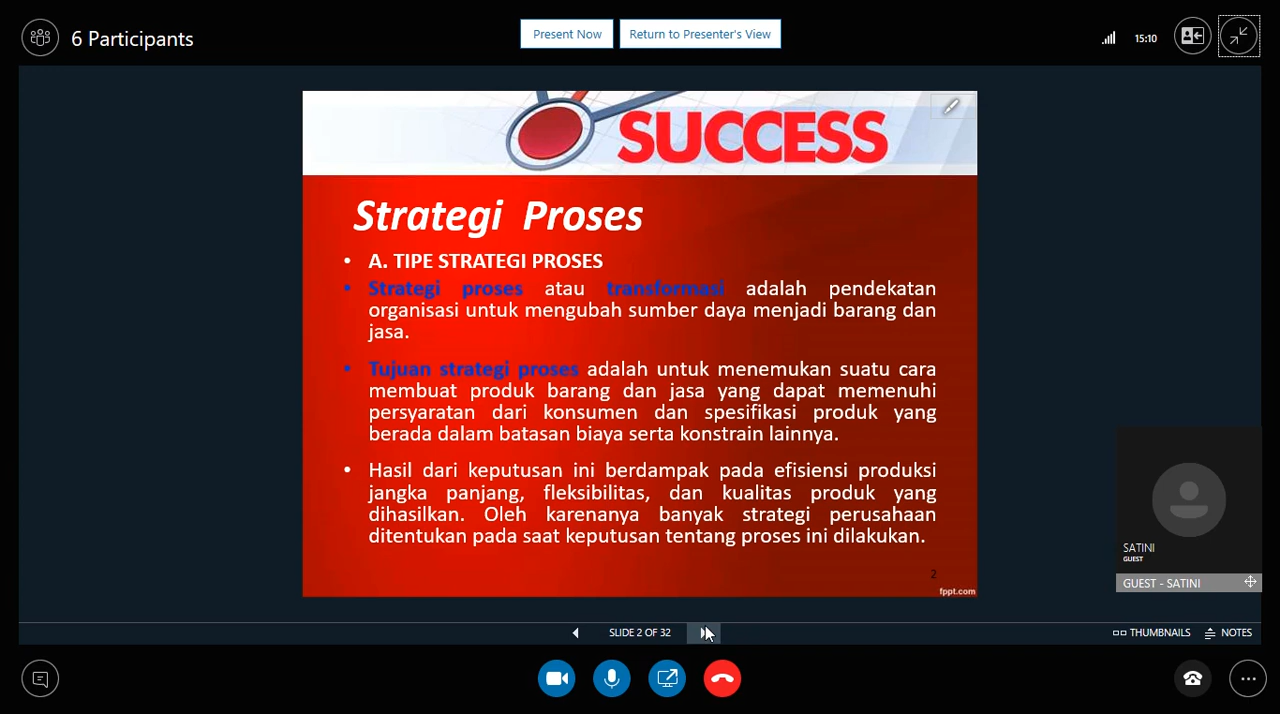 6 Participants
Present Now
Return to Presenter's View
15:10
SUCCESS
Strategi Proses
• A. TIPE STRATEGI PROSES
• Strategi proses atau transformasi adalah pendekatan
organisasi untuk mengubah sumber daya menjadi barang dan
jasa.
• Tujuan strategi proses adalah untuk menemukan suatu cara
membuat produk barang dan jasa yang dapat memenuhi
persyaratan dari konsumen dan spesifikasi produk yang
berada dalam batasan biaya serta konstrain lainnya.
• Hasil dari keputusan ini berdampak pada efisiensi produksi
jangka panjang, fleksibilitas, dan kualitas produk yang
dihasilkan. Oleh karenanya banyak strategi perusahaan
ditentukan pada saat keputusan tentang proses ini dilakukan.
2
fppt.com
SATINI
GUEST
GUEST - SATINI
SLIDE 2 OF 32
THUMBNAILS
NOTES